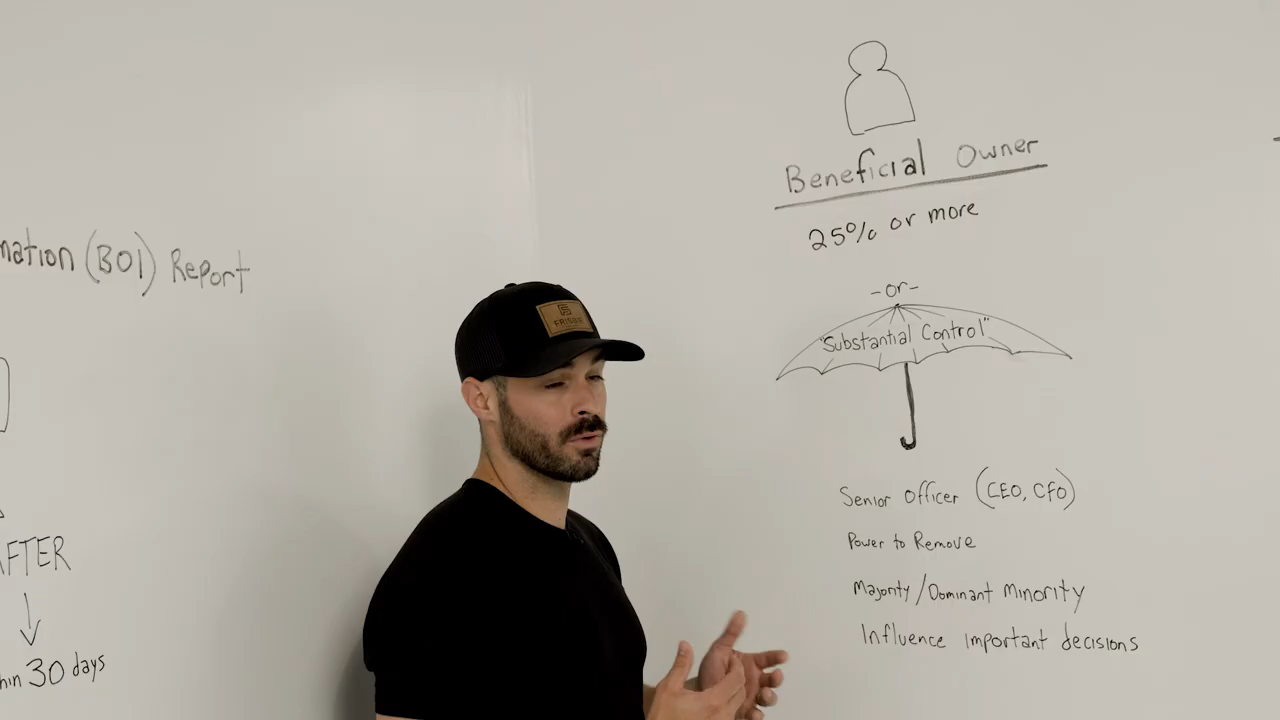 mation (BOI) Report
AFTER
30 days
Beneficial Owner
25% or more
-or-
"Substantial Control"
Senior Officer (CEO, CFO)
Power to Remove
Majority/Dominant Minority
Influence important decisions
FRISBIE